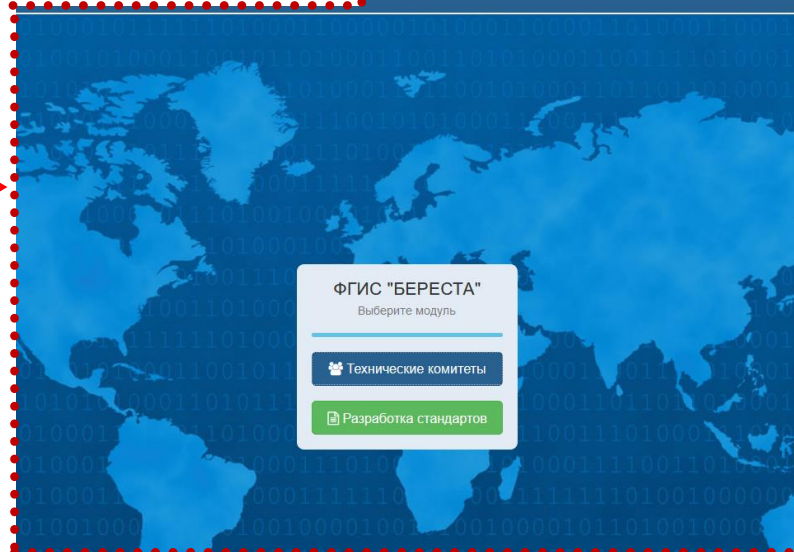 ФГИС "БЕРЕСТА"
Выберите модуль
Технические комитеты
Разработка стандартов